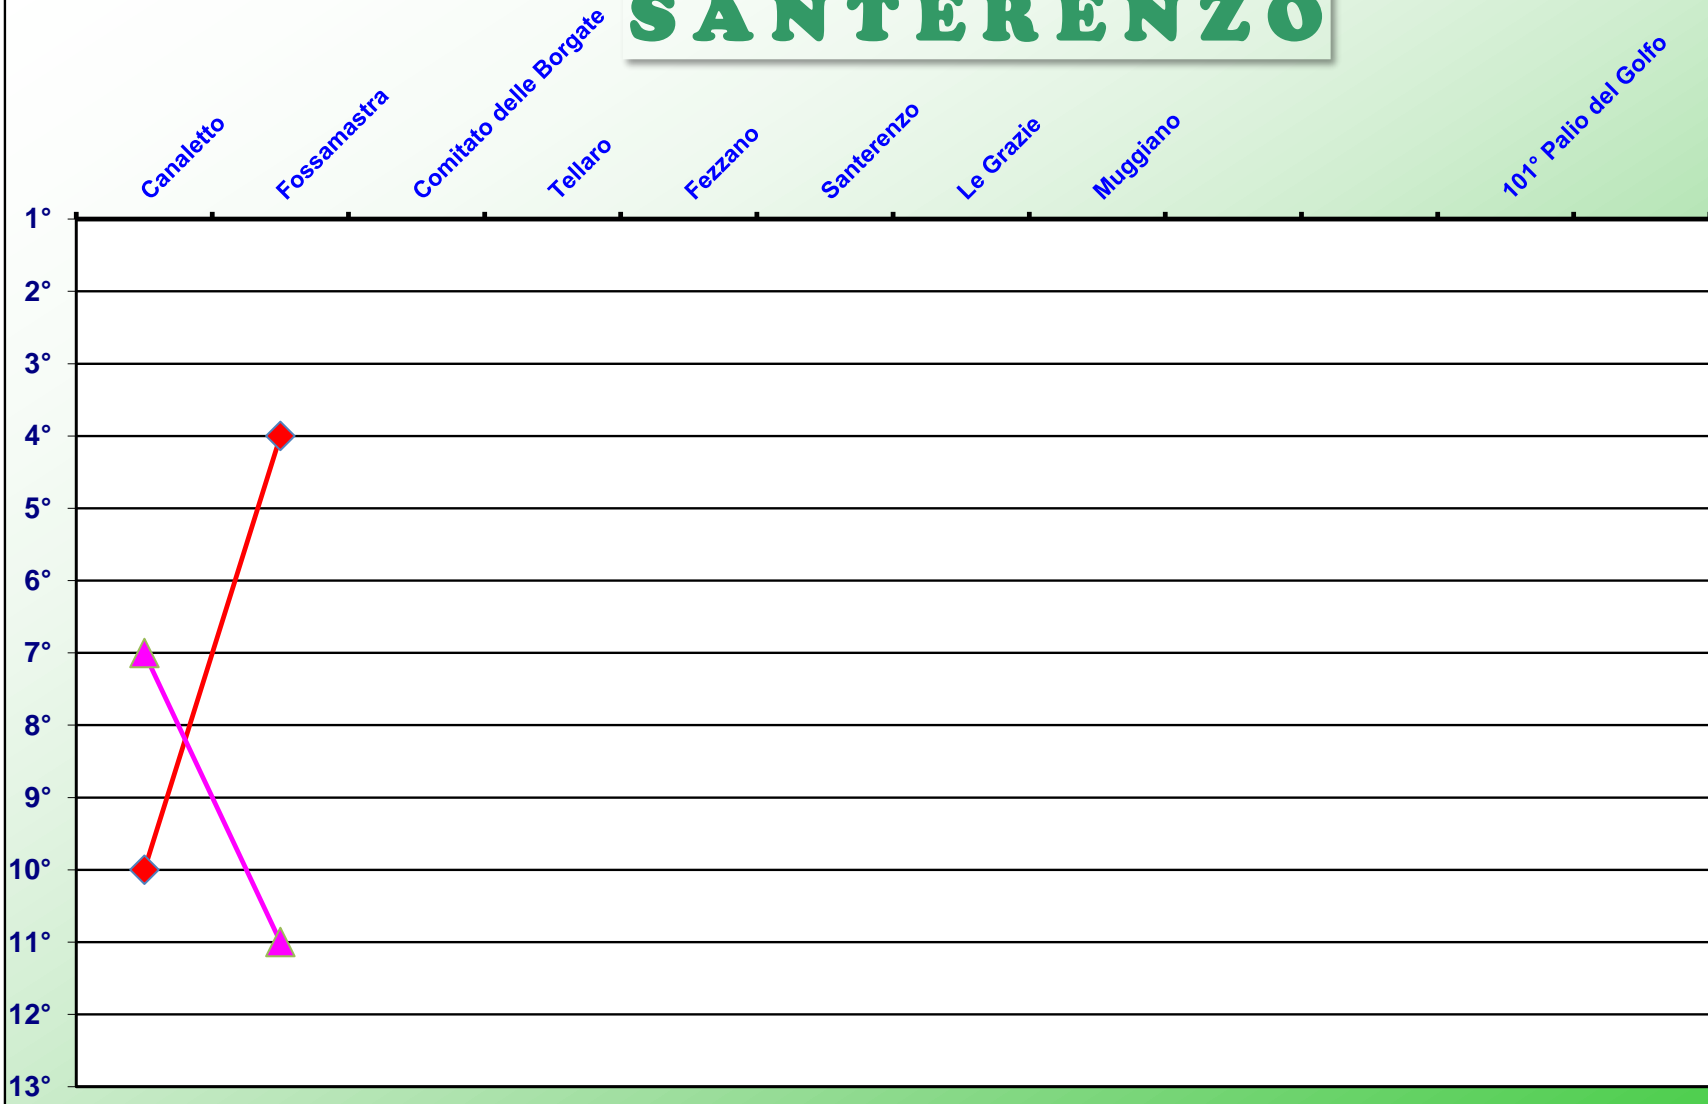 SANTERENZO
Canaletto
Fossamastra
Comitato delle Borgate
Tellaro
Fezzano
Santerenzo
Le Grazie
Muggiano
101° Palio del Golfo
1°
2°
3°
4°
5°
6°
7°
8°
9°
10°
11°
12°
13°